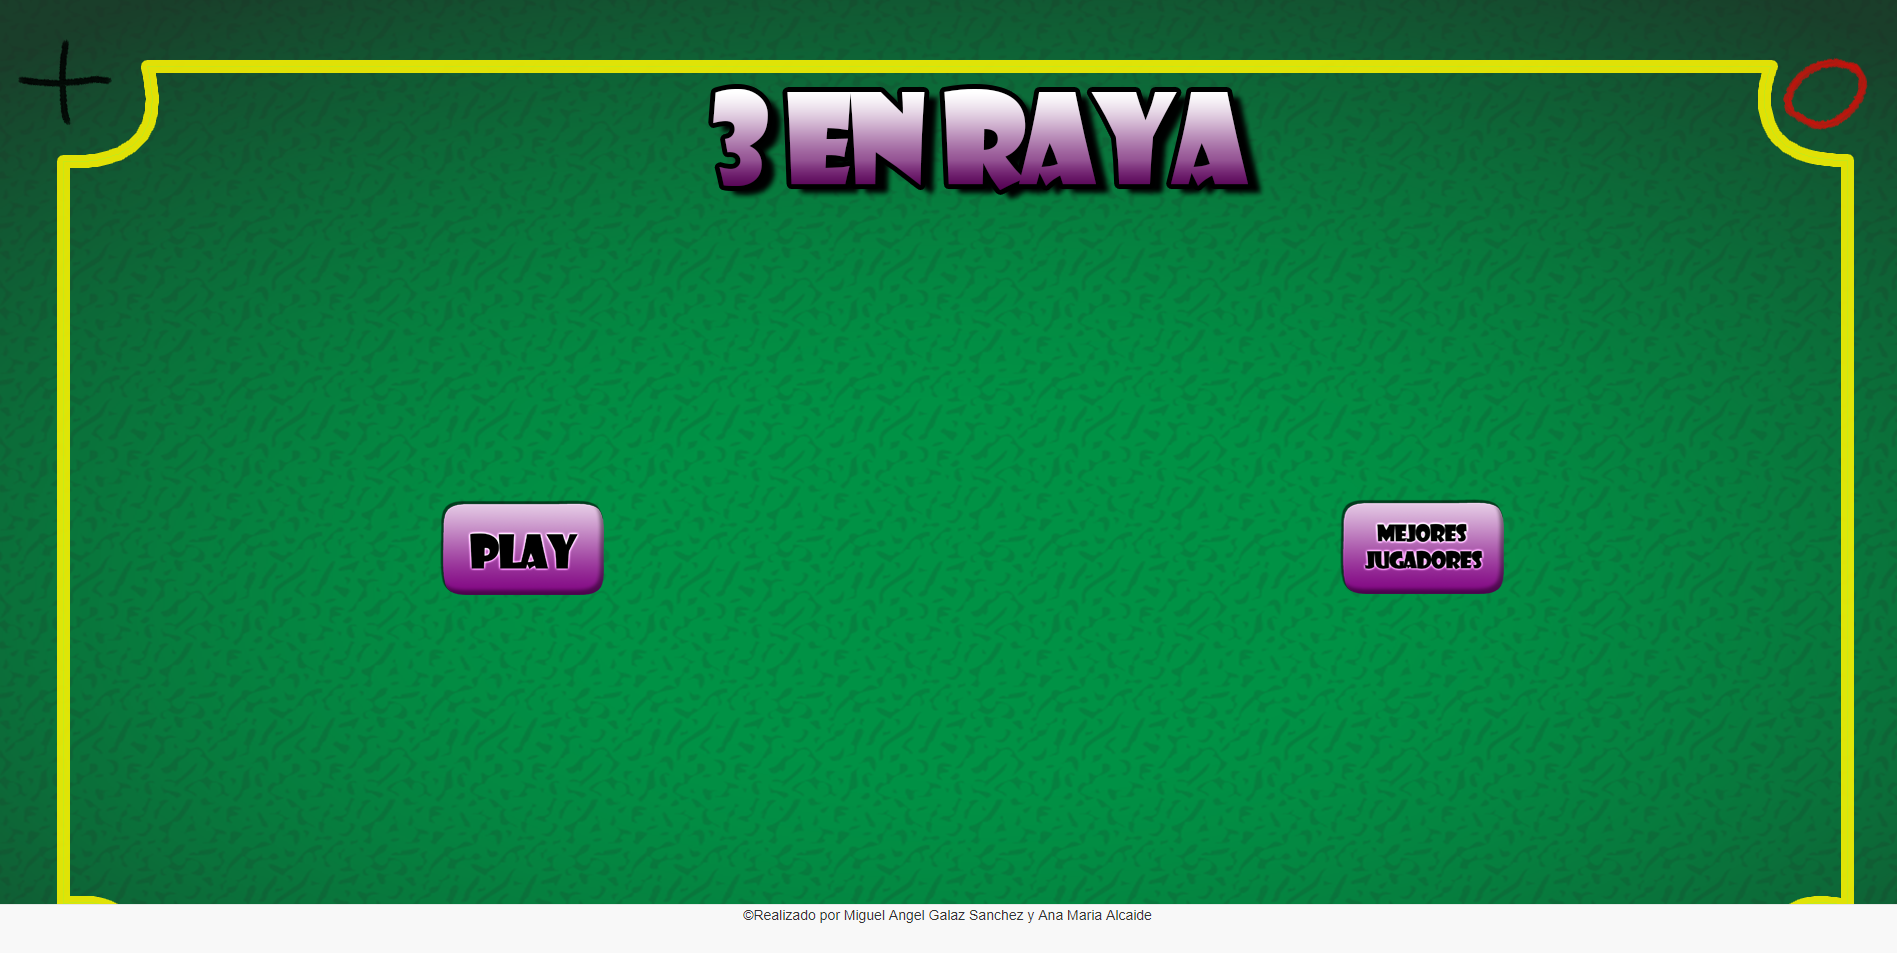 3 EN RAYA
PLAY
MEJORES
JUGADORES
©Realizado por Miguel Angel Galaz Sanchez y Ana Maria Alcaide